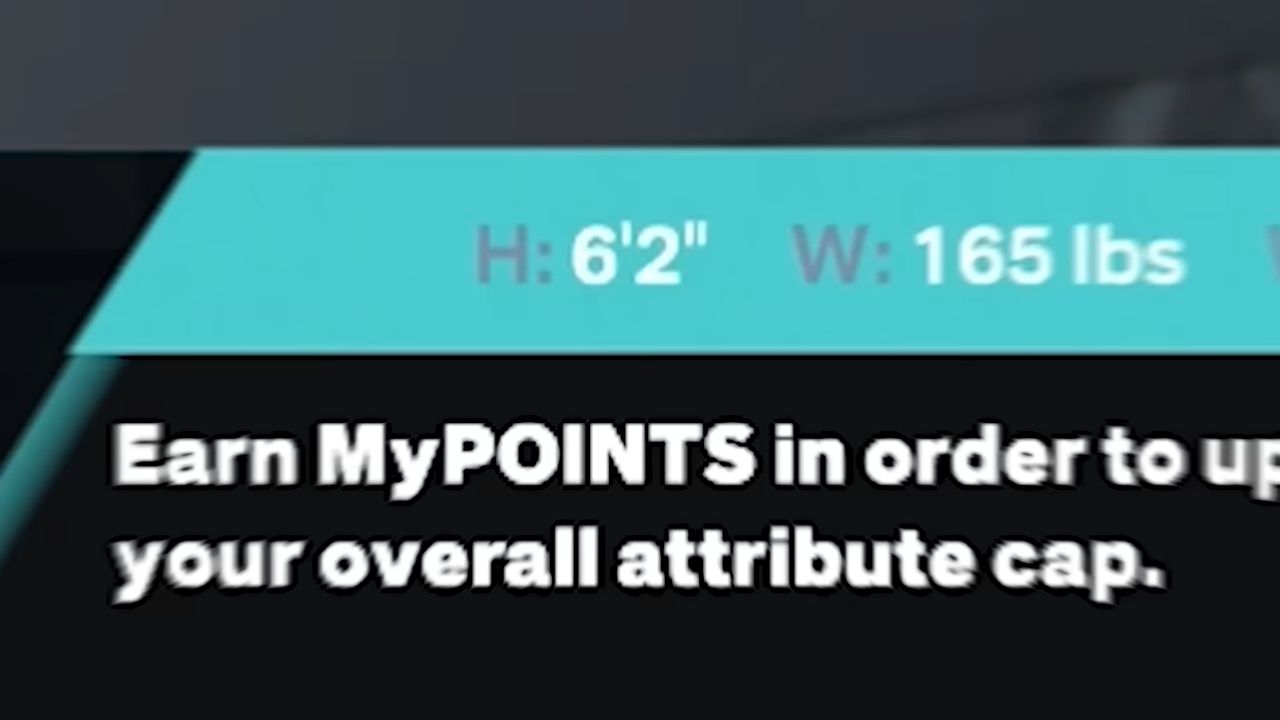 H: 6'2" W: 165 lbs
Earn MyPOINTS in order to
your overall attribute cap.